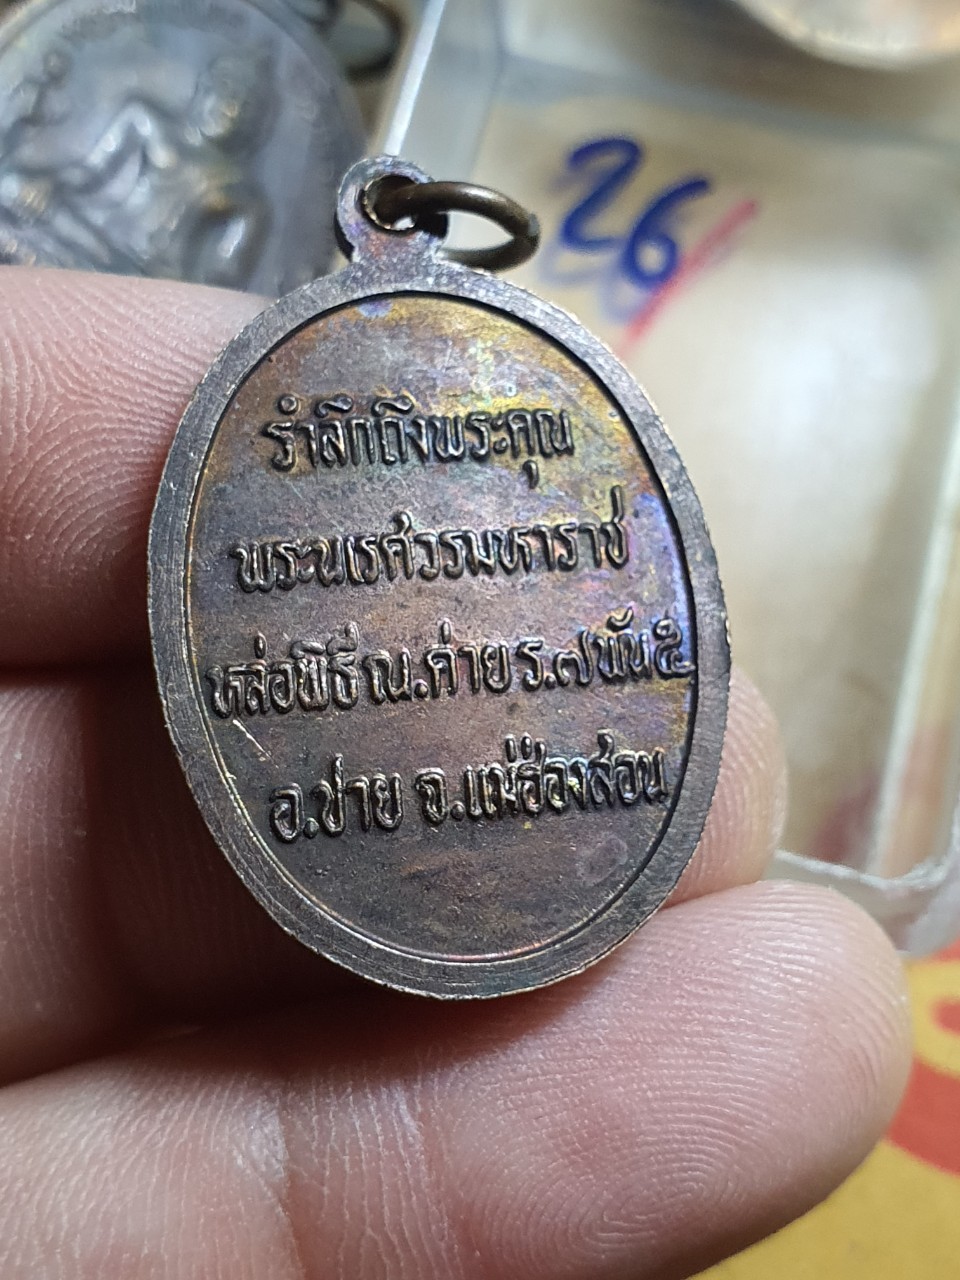 26
รำลึกถึงพระคุณ
พระนเรศวรมหาราช
หล่อพิธี ณ.ค่าย ร.๗ พัน ๕
อ.ปาย จ.แม่ฮ่องสอน